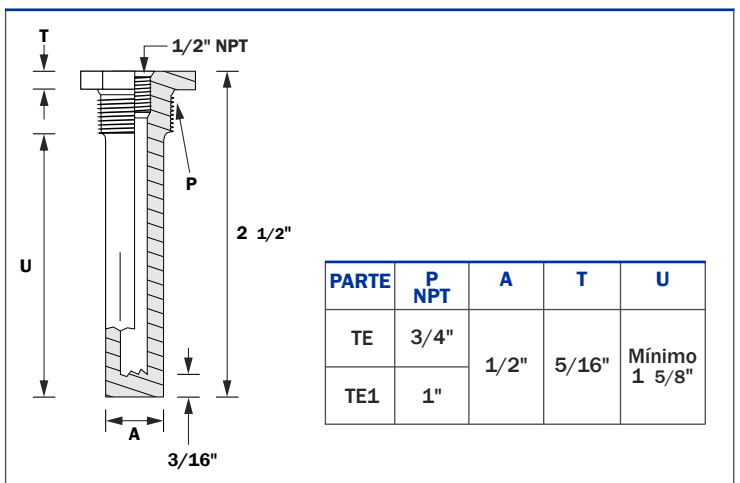 T
1/2" NPT
P
U
2 1/2"
A
3/16"
PARTE P NPT A T U
TE 3/4" 1/2" 5/16" Mínimo 1 5/8"
TE1 1"